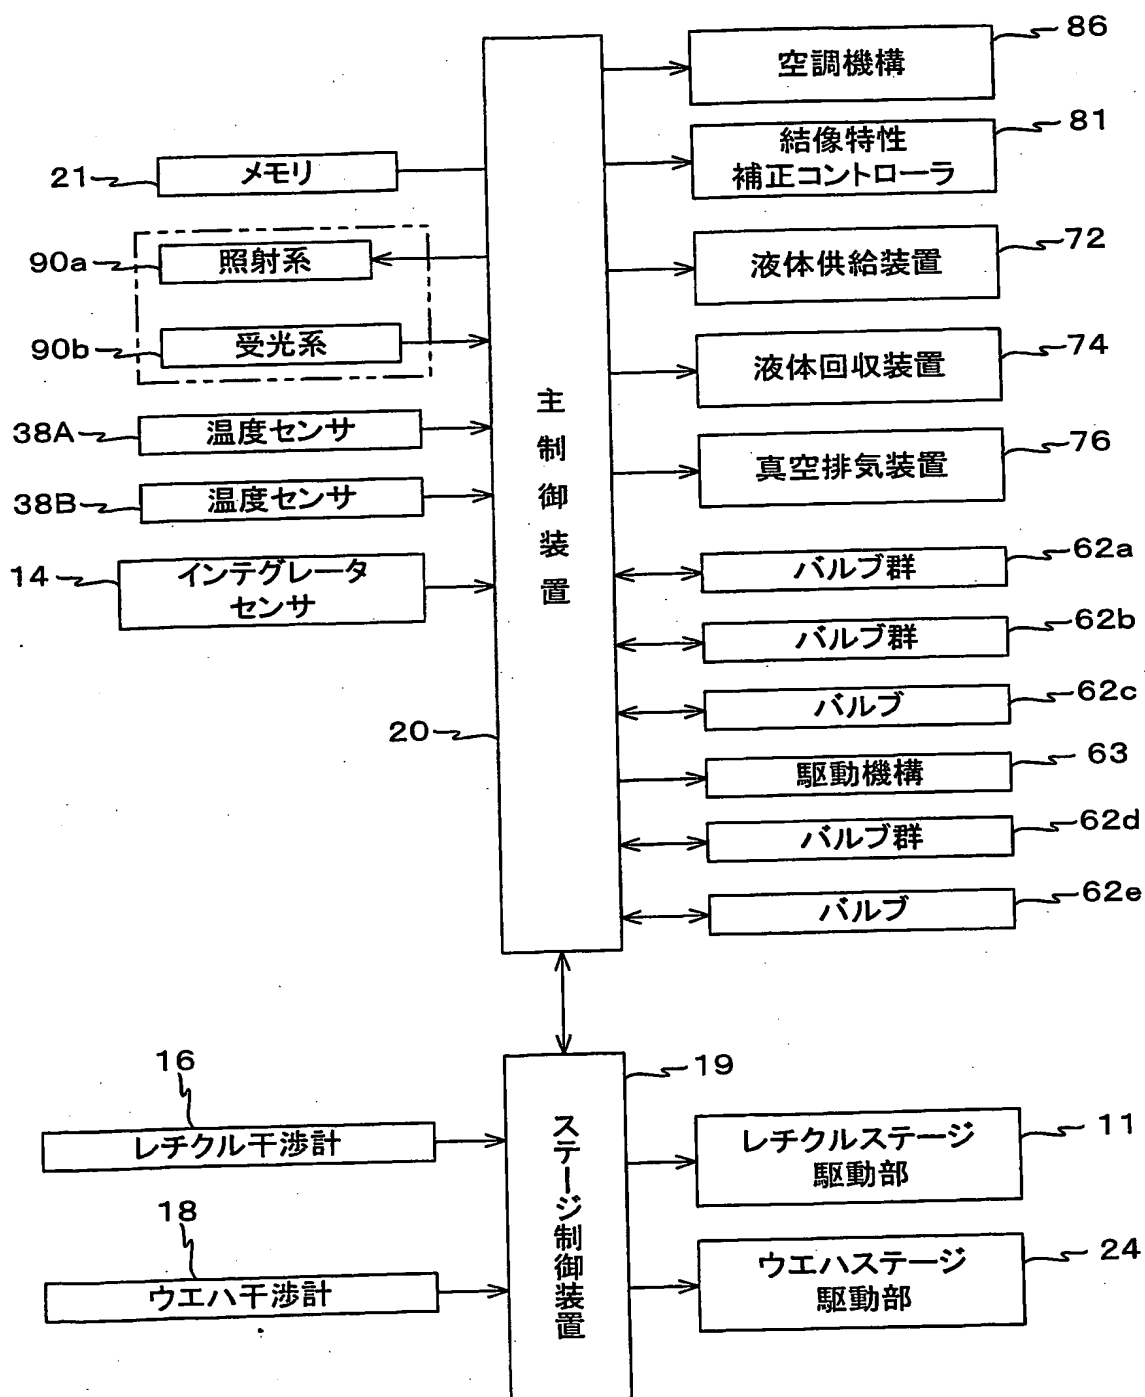 86
空調機構
81
結像特性
補正コントローラ
21
メモリ
90a
照射系
72
液体供給装置
90b
受光系
74
液体回収装置
主制御装置
38A
温度センサ
76
真空排気装置
38B
温度センサ
14
インテグレータ
センサ
62a
バルブ群
62b
バルブ群
62c
バルブ
20
63
駆動機構
62d
バルブ群
62e
バルブ
16
レチクル干渉計
19
ステージ制御装置
11
レチクルステージ
駆動部
18
ウエハ干渉計
24
ウエハステージ
駆動部